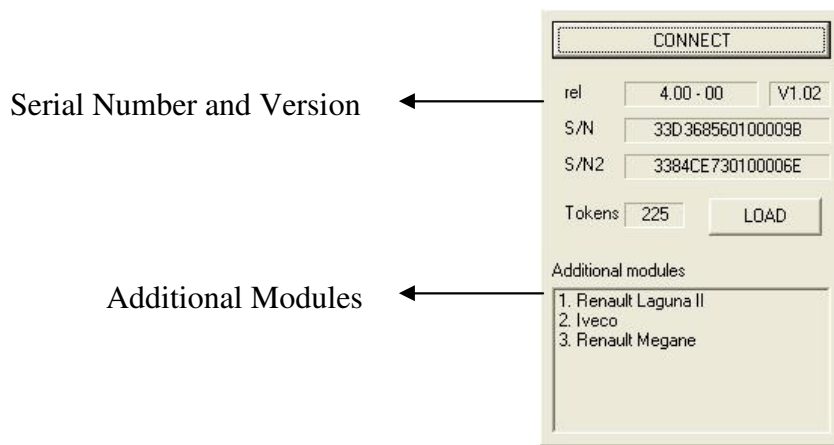 CONNECT
Serial Number and Version
rel 4.00 - 00 V1.02
S/N 33D368560100009B
S/N2 3384CE730100006E
Tokens 225 LOAD
Additional Modules
Additional modules
1. Renault Laguna II
2. Iveco
3. Renault Megane